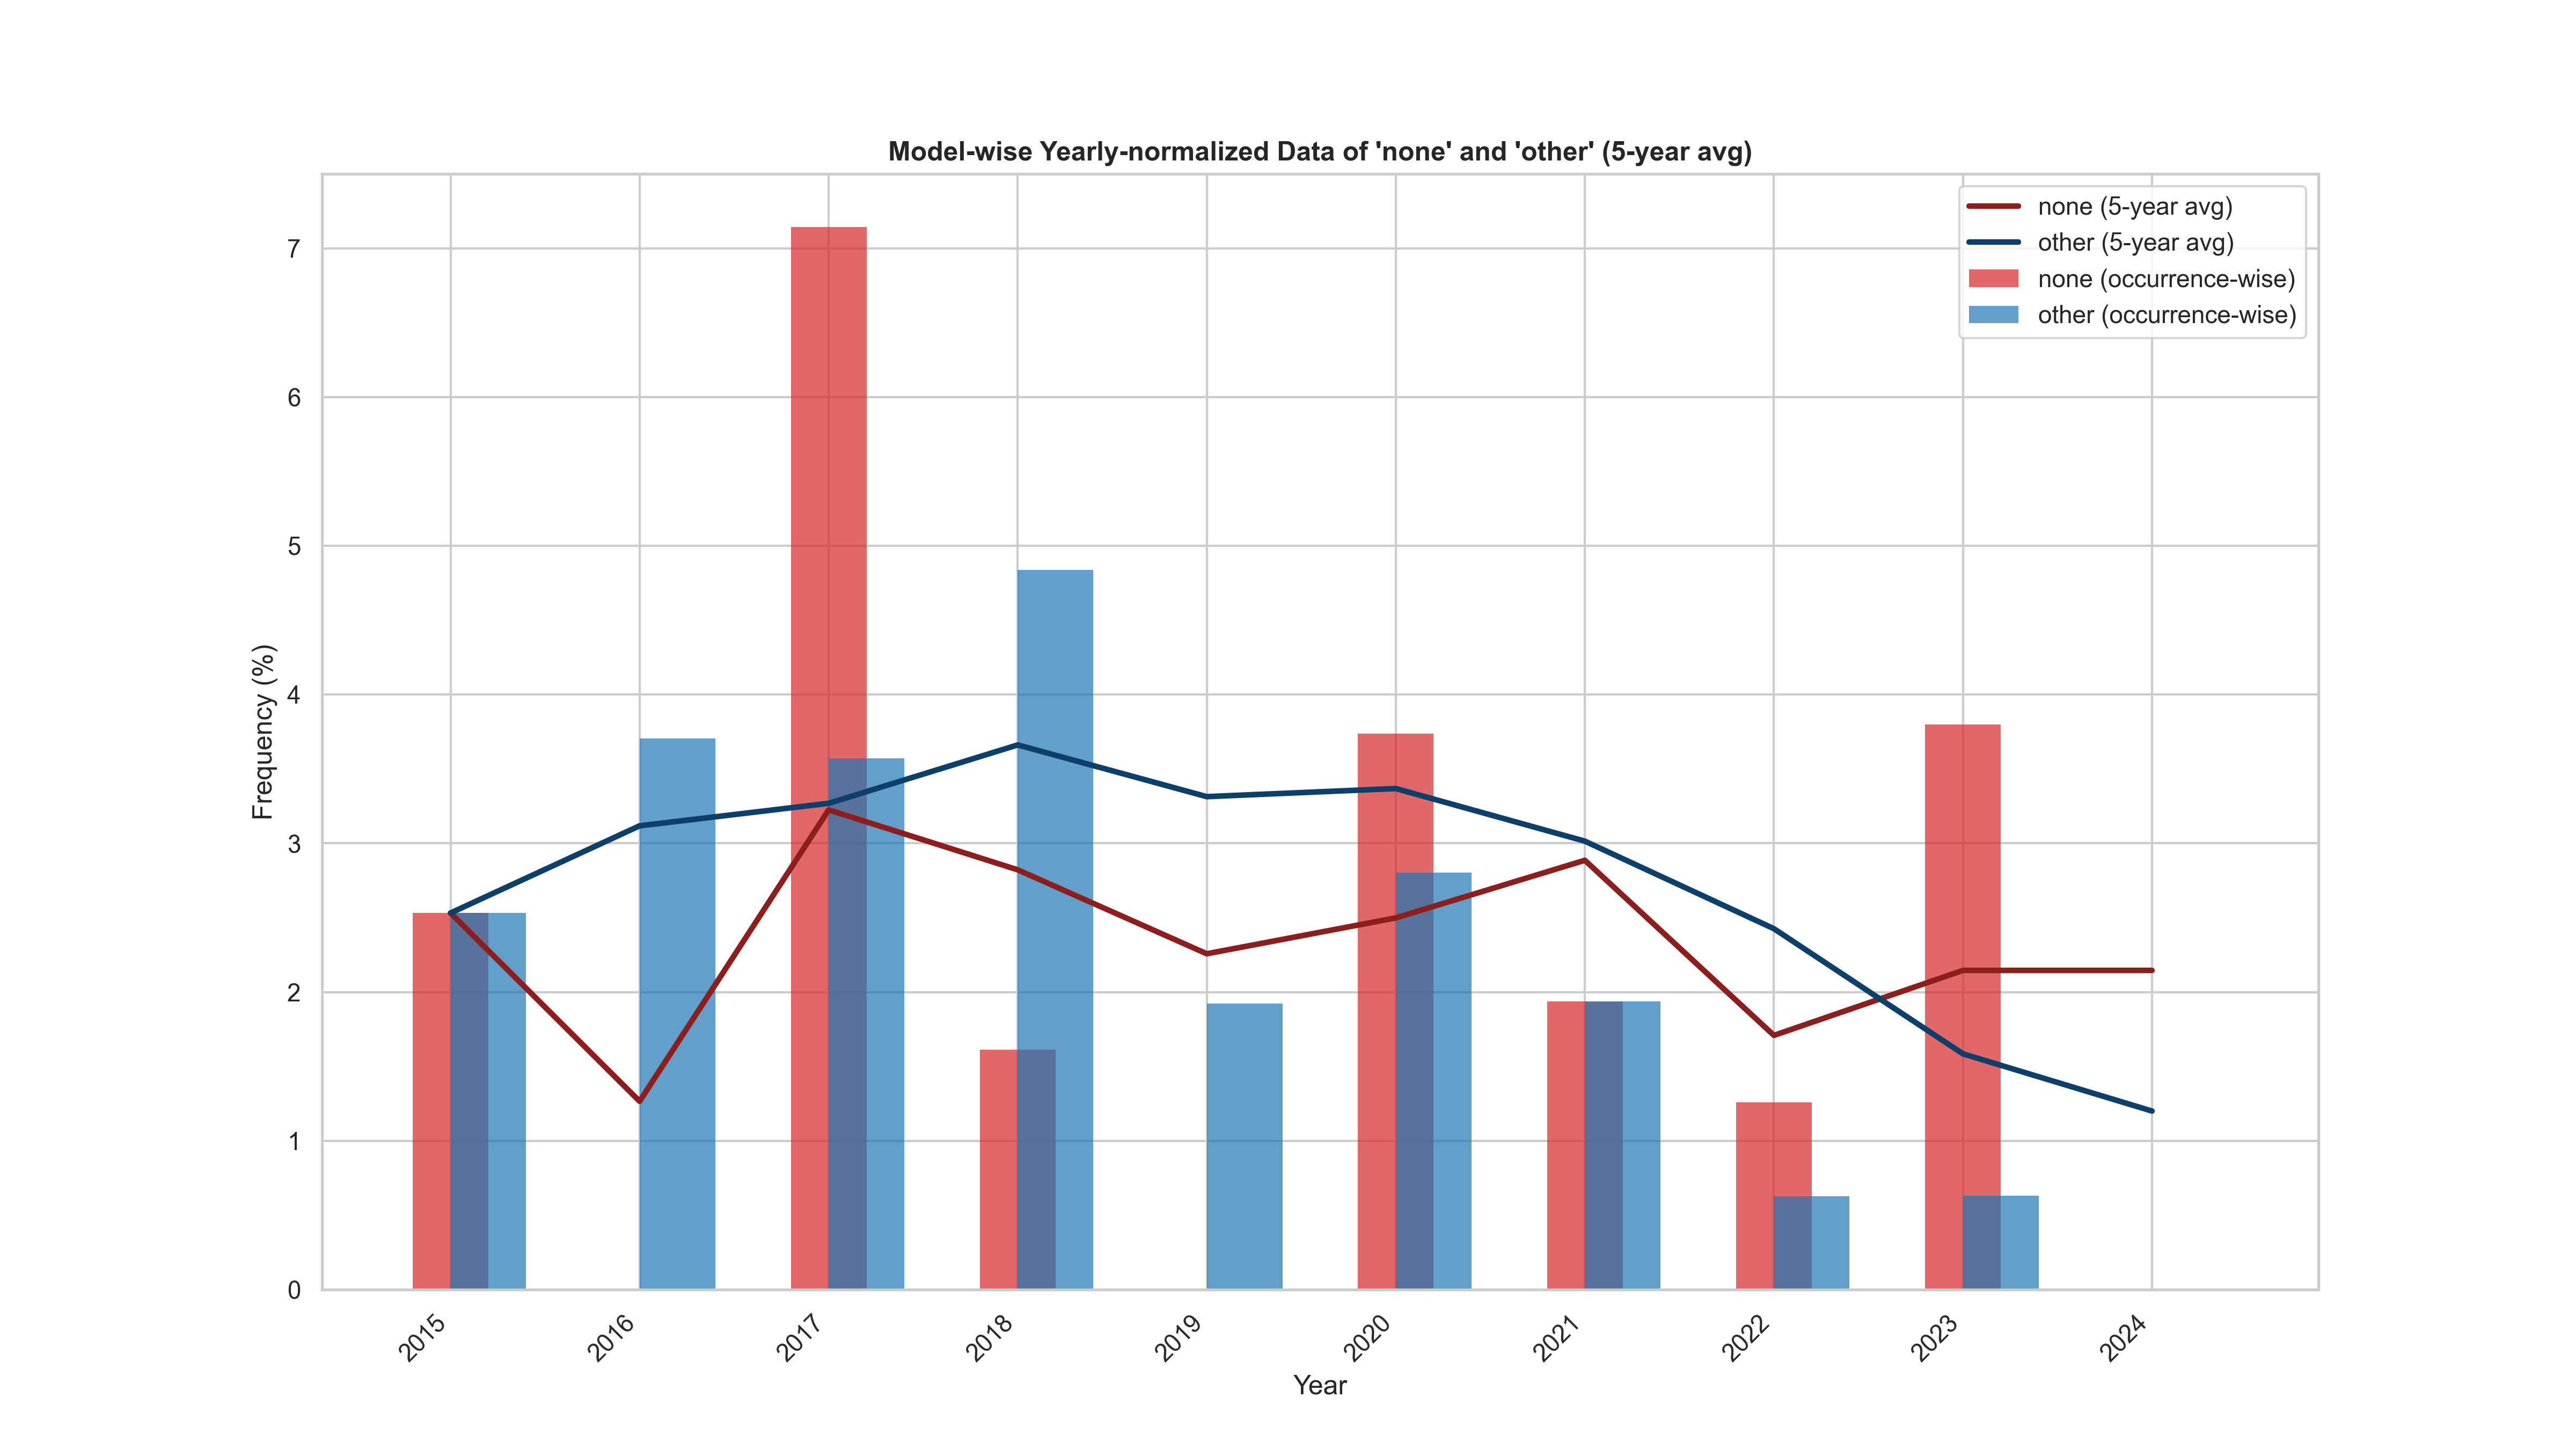 Model-wise Yearly-normalized Data of 'none' and 'other' (5-year avg)
none (5-year avg)
other (5-year avg)
none (occurrence-wise)
other (occurrence-wise)
Frequency (%)
7
6
5
4
3
2
1
0
2015
2016
2017
2018
2019
2020
2021
2022
2023
2024
Year